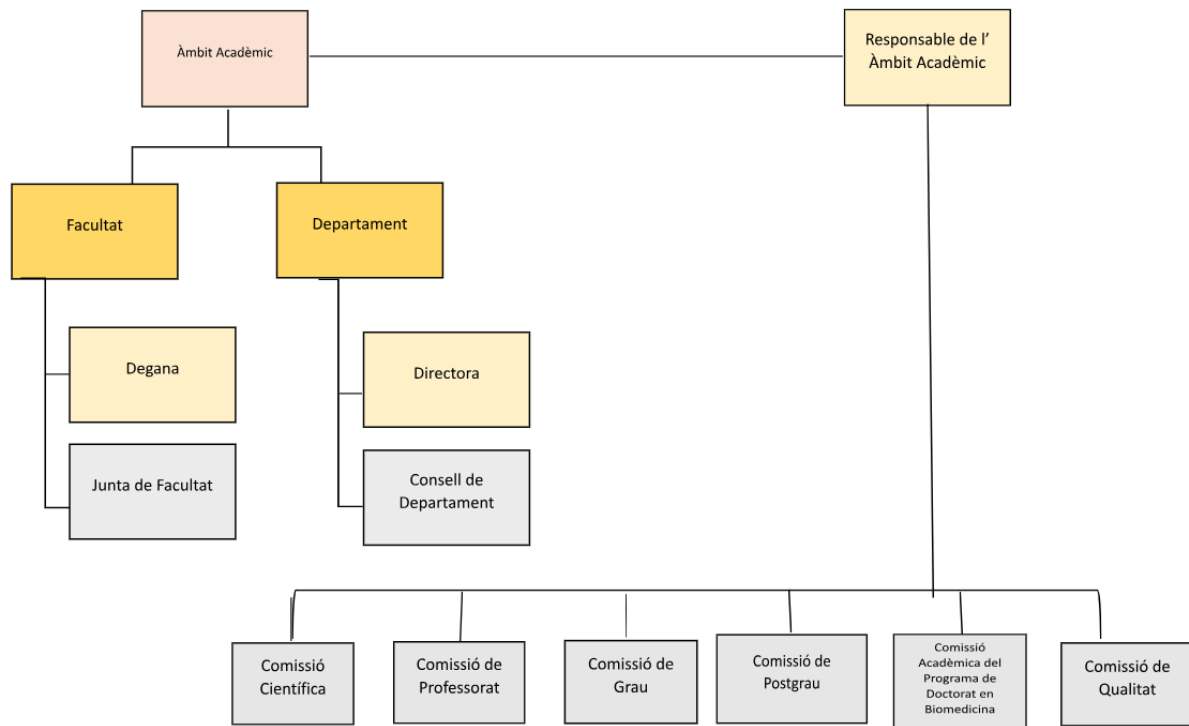 Àmbit Acadèmic
Responsable de l’
Àmbit Acadèmic
Facultat
Departament
Degana
Directora
Junta de Facultat
Consell de
Departament
Comissió
Científica
Comissió de
Professorat
Comissió de
Grau
Comissió de
Postgrau
Comissió
Acadèmica del
Programa de
Doctorat en
Biomedicina
Comissió de
Qualitat